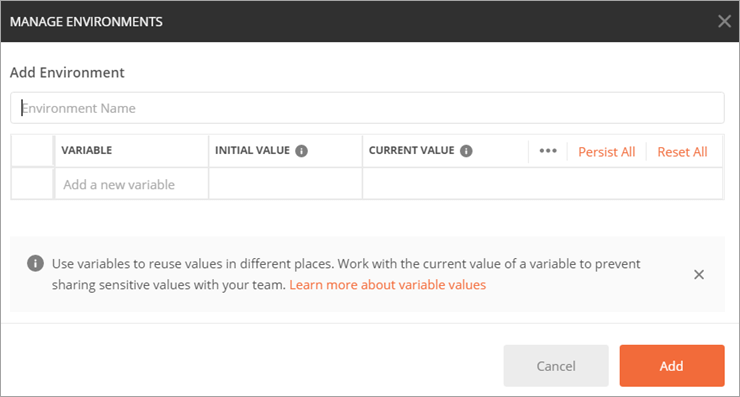 MANAGE ENVIRONMENTS
Add Environment
Environment Name
VARIABLE INITIAL VALUE CURRENT VALUE ••• Persist All Reset All
Add a new variable
Use variables to reuse values in different places. Work with the current value of a variable to prevent
sharing sensitive values with your team. Learn more about variable values
Cancel Add